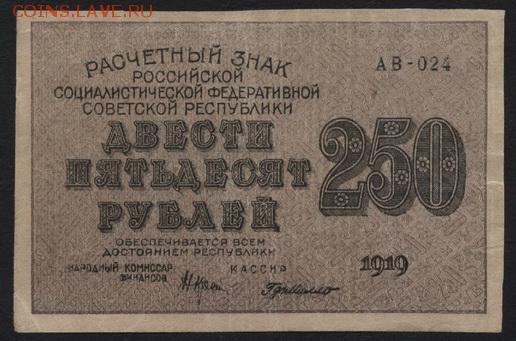 COINS.LAVE.RU
РАСЧЕТНЫЙ ЗНАК
РОССИЙСКОЙ
СОЦИАЛИСТИЧЕСКОЙ ФЕДЕРАТИВНОЙ
СОВЕТСКОЙ РЕСПУБЛИКИ
АВ-024
ДВЕСТИ
ПЯТЬДЕСЯТ
РУБЛЕЙ
250
ОБЕСПЕЧИВАЕТСЯ ВСЕМ
ДОСТОЯНИЕМ РЕСПУБЛИКИ
НАРОДНЫЙ КОМИССАР
ФИНАНСОВ
КАССИР
1919